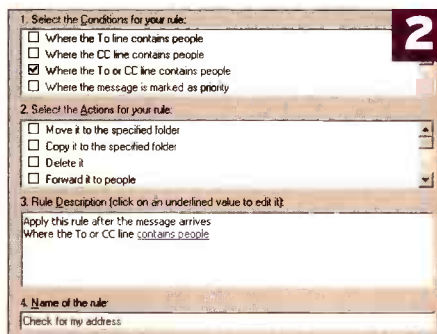 2
1. Select the Conditions for your rule:
Where the To line contains people
Where the CC line contains people
Where the To or CC line contains people
Where the message is marked as priority
2. Select the Actions for your rule:
Move it to the specified folder
Copy it to the specified folder
Delete it
Forward it to people
3. Rule Description (click on an underlined value to edit it):
Apply this rule after the message arrives
Where the To or CC line contains people
4. Name of the rule:
Check for my address